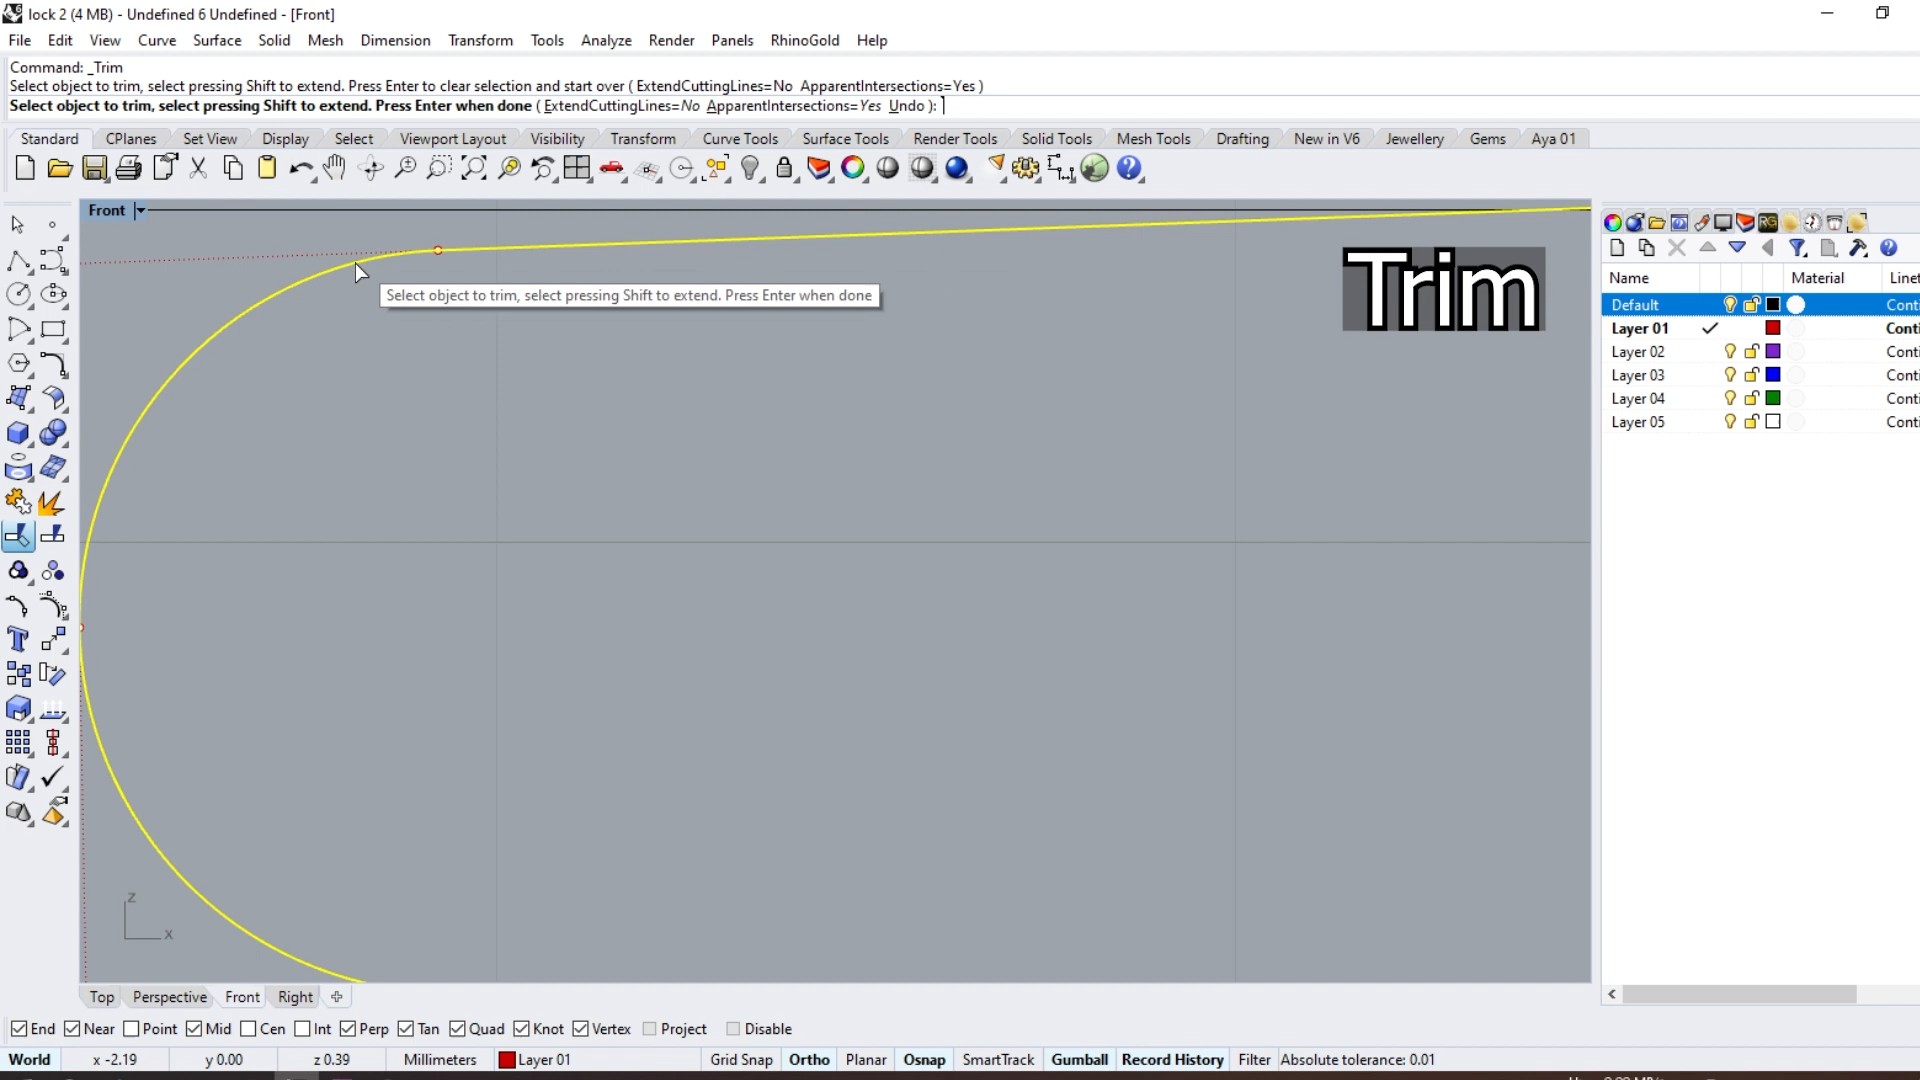 lock 2 (4 MB) - Undefined 6 Undefined - [Front]
File Edit View Curve Surface Solid Mesh Dimension Transform Tools Analyze Render Panels RhinoGold Help
Command: _Trim
Select object to trim, select pressing Shift to extend. Press Enter to clear selection and start over ( ExtendCuttingLines=No ApparentIntersections=Yes )
Select object to trim, select pressing Shift to extend. Press Enter when done ( ExtendCuttingLines=No ApparentIntersections=Yes Undo ):
Standard CPlanes Set View Display Select Viewport Layout Visibility Transform Curve Tools Surface Tools Render Tools Solid Tools Mesh Tools Drafting New in V6 Jewellery Gems Aya 01
Front
Trim
Select object to trim, select pressing Shift to extend. Press Enter when done
Name Material Linet
Default Conti
Layer 01 Conti
Layer 02 Conti
Layer 03 Conti
Layer 04 Conti
Layer 05 Conti
z
x
Top Perspective Front Right
End Near Point Mid Cen Int Perp Tan Quad Knot Vertex Project Disable
World x -2.19 y 0.00 z 0.39 Millimeters Layer 01 Grid Snap Ortho Planar Osnap SmartTrack Gumball Record History Filter Absolute tolerance: 0.01